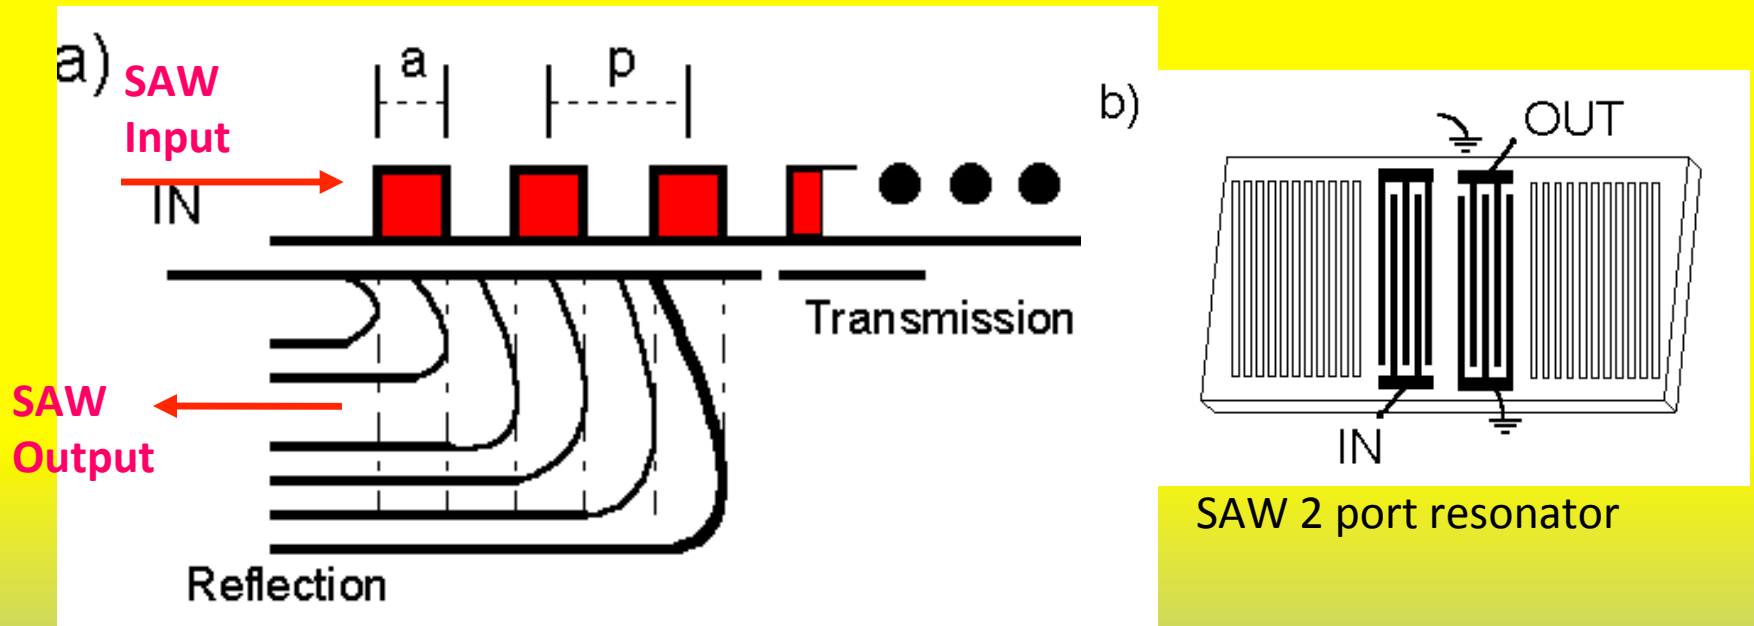 a)
SAW
Input
IN
a
p
Transmission
SAW
Output
Reflection
b)
OUT
IN
SAW 2 port resonator